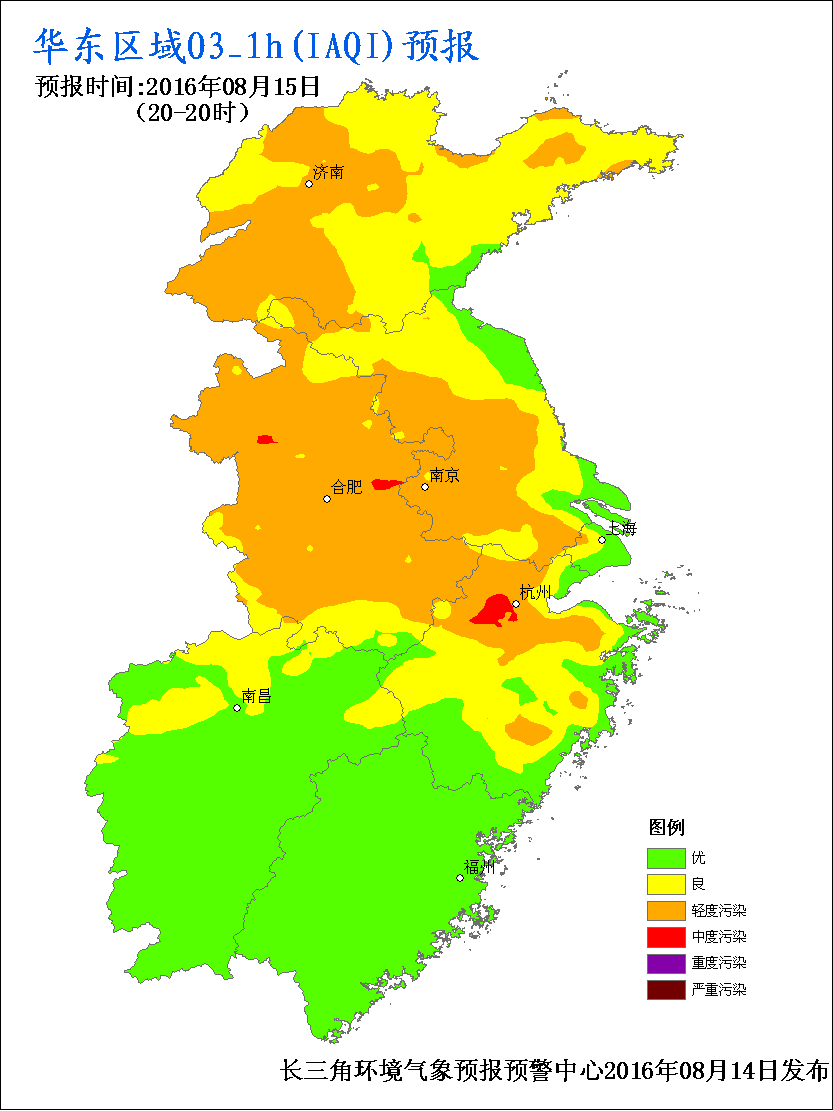 华东区域O3_1h(IAQI)预报
预报时间:2016年08月15日
（20-20时）
济南
合肥
南京
上海
杭州
南昌
福州
图例
优
良
轻度污染
中度污染
重度污染
严重污染
长三角环境气象预报预警中心2016年08月14日发布